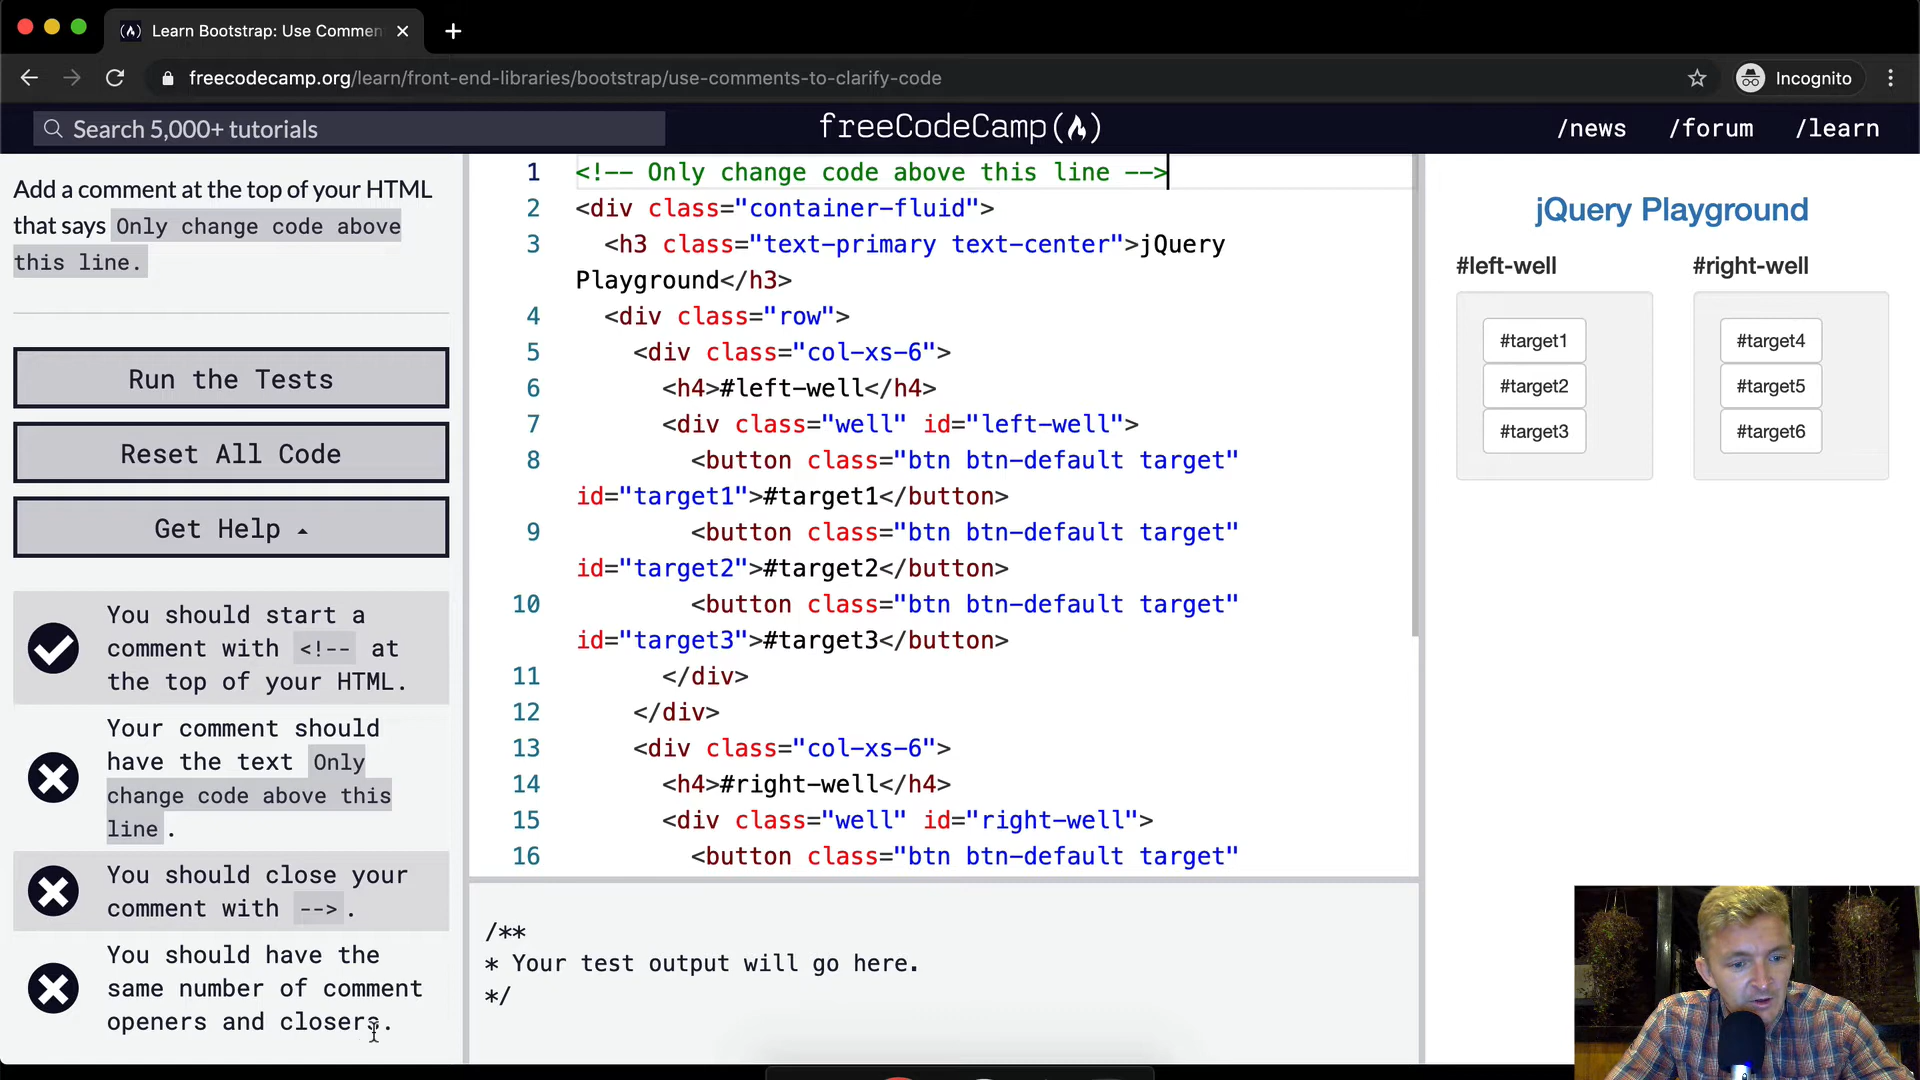 Learn Bootstrap: Use Commen
freecodecamp.org/learn/front-end-libraries/bootstrap/use-comments-to-clarify-code
Incognito
Search 5,000+ tutorials
freeCodeCamp
/news
/forum
/learn
Add a comment at the top of your HTML
that says Only change code above
this line.
Run the Tests
Reset All Code
Get Help
You should start a
comment with <!-- at
the top of your HTML.
Your comment should
have the text Only
change code above this
line .
You should close your
comment with --> .
You should have the
same number of comment
openers and closers.
1 <!-- Only change code above this line -->
2 <div class="container-fluid">
3 <h3 class="text-primary text-center">jQuery
Playground</h3>
4 <div class="row">
5 <div class="col-xs-6">
6 <h4>#left-well</h4>
7 <div class="well" id="left-well">
8 <button class="btn btn-default target"
id="target1">#target1</button>
9 <button class="btn btn-default target"
id="target2">#target2</button>
10 <button class="btn btn-default target"
id="target3">#target3</button>
11 </div>
12 </div>
13 <div class="col-xs-6">
14 <h4>#right-well</h4>
15 <div class="well" id="right-well">
16 <button class="btn btn-default target"
/**
* Your test output will go here.
*/
jQuery Playground
#left-well
#target1
#target2
#target3
#right-well
#target4
#target5
#target6